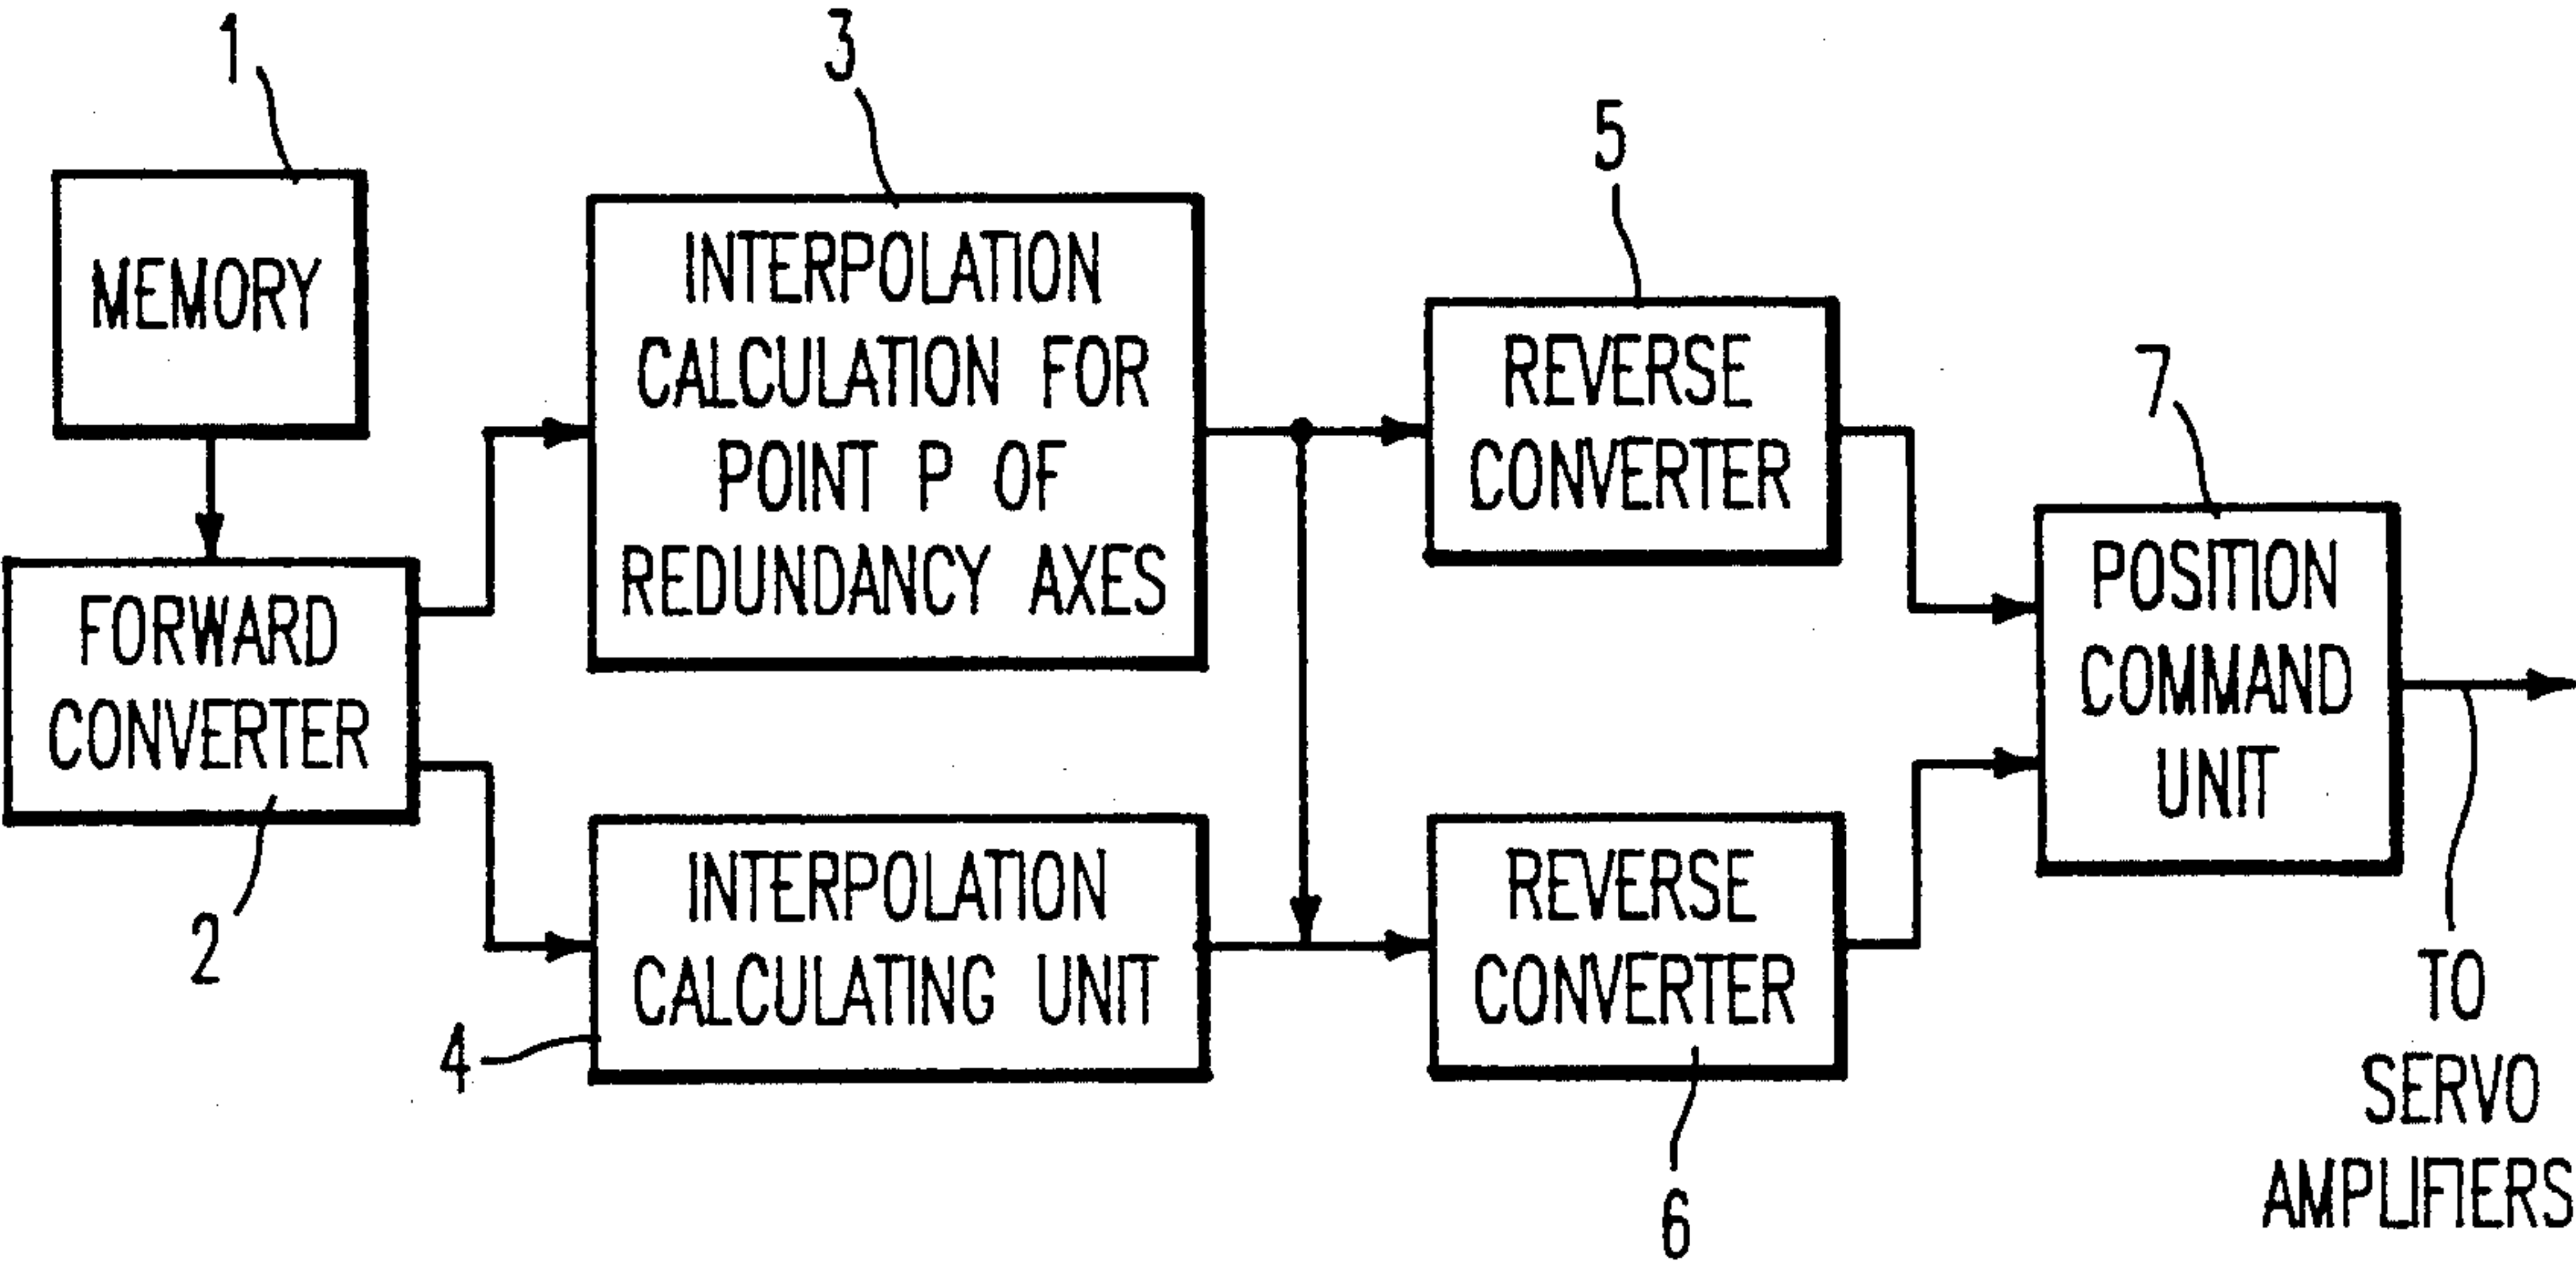 1
MEMORY
FORWARD
CONVERTER
2
3
INTERPOLATION
CALCULATION FOR
POINT P OF
REDUNDANCY AXES
INTERPOLATION
CALCULATING UNIT
4
5
REVERSE
CONVERTER
REVERSE
CONVERTER
6
7
POSITION
COMMAND
UNIT
TO
SERVO
AMPLIFIERS